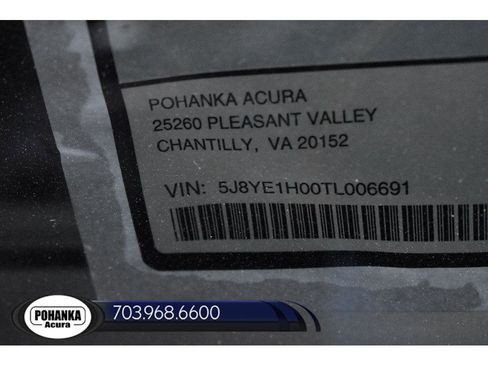 POHANKA ACURA
25260 PLEASANT VALLEY
CHANTILLY, VA 20152
VIN: 5J8YE1H00TL006691
POHANKA
Acura
703.968.6600